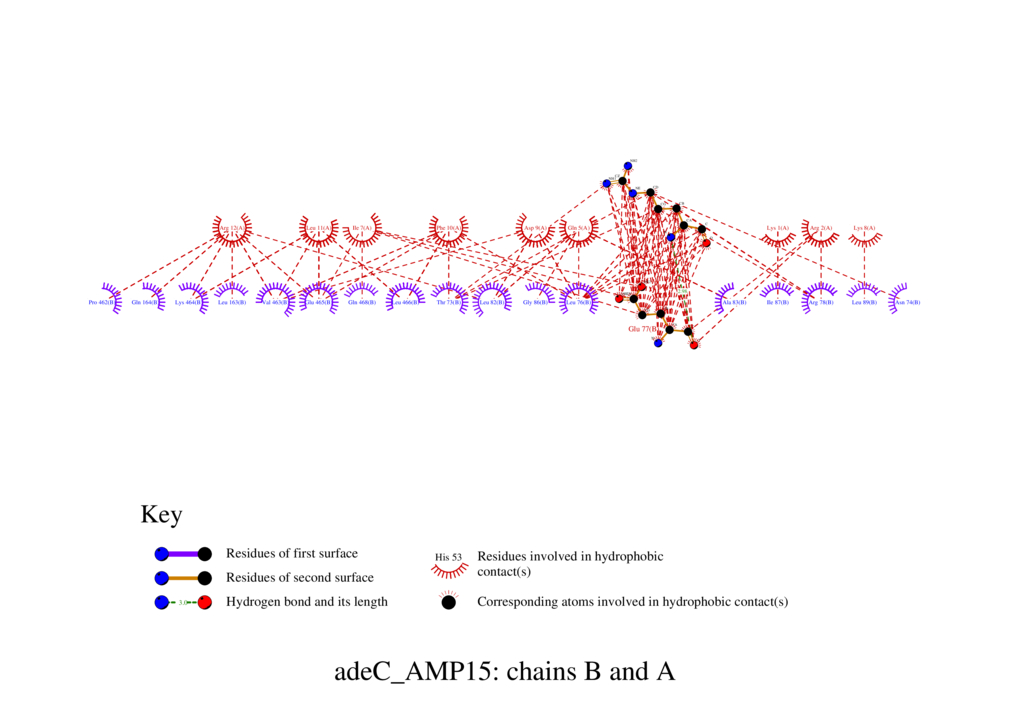 Arg 12(A)
Leu 11(A)
Ile 7(A)
Phe 10(A)
Asp 9(A)
Gln 5(A)
Lys 1(A)
Arg 2(A)
Lys 8(A)
Pro 462(B)
Gln 164(B)
Lys 464(B)
Leu 163(B)
Val 463(B)
Glu 465(B)
Gln 468(B)
Leu 466(B)
Thr 73(B)
Leu 82(B)
Gly 86(B)
Leu 76(B)
Ala 83(B)
Ile 87(B)
Arg 78(B)
Leu 89(B)
Asn 74(B)
Glu 77(B)
Key
Residues of first surface
Residues of second surface
Hydrogen bond and its length
3.0
His 53
Residues involved in hydrophobic
contact(s)
Corresponding atoms involved in hydrophobic contact(s)
adeC_AMP15: chains B and A